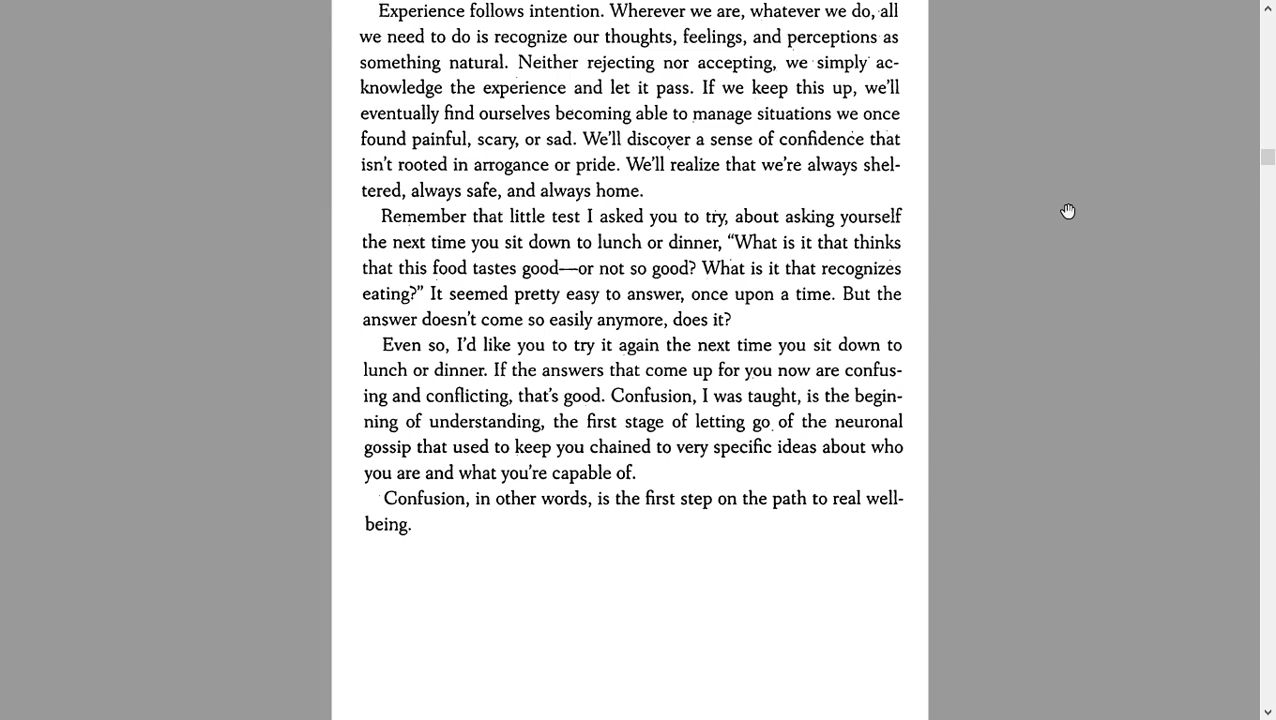 Experience follows intention. Wherever we are, whatever we do, all
we need to do is recognize our thoughts, feelings, and perceptions as
something natural. Neither rejecting nor accepting, we simply ac-
knowledge the experience and let it pass. If we keep this up, we'll
eventually find ourselves becoming able to manage situations we once
found painful, scary, or sad. We'll discover a sense of confidence that
isn't rooted in arrogance or pride. We'll realize that we're always shel-
tered, always safe, and always home.
Remember that little test I asked you to try, about asking yourself
the next time you sit down to lunch or dinner, “What is it that thinks
that this food tastes good—or not so good? What is it that recognizes
eating?” It seemed pretty easy to answer, once upon a time. But the
answer doesn't come so easily anymore, does it?
Even so, I'd like you to try it again the next time you sit down to
lunch or dinner. If the answers that come up for you now are confus-
ing and conflicting, that's good. Confusion, I was taught, is the begin-
ning of understanding, the first stage of letting go of the neuronal
gossip that used to keep you chained to very specific ideas about who
you are and what you're capable of.
Confusion, in other words, is the first step on the path to real well-
being.